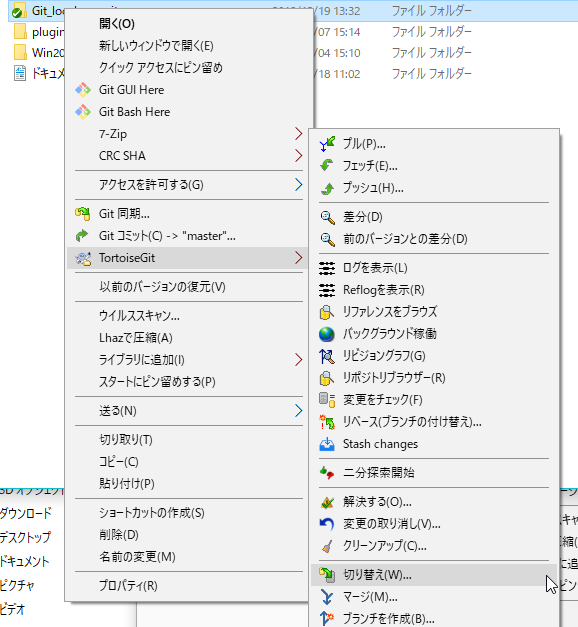 Git_loc
19 13:32
ファイル フォルダー
plugin
/07 15:14
ファイル フォルダー
Win20
/04 15:10
ファイル フォルダー
ドキュメ
/18 11:02
ファイル フォルダー
開く(O)
新しいウィンドウで開く(E)
クイック アクセスにピン留め
Git GUI Here
Git Bash Here
7-Zip
CRC SHA
アクセスを許可する(G)
Git 同期...
Git コミット(C) -> "master"...
TortoiseGit
以前のバージョンの復元(V)
ウイルススキャン...
Lhazで圧縮(A)
ライブラリに追加(I)
スタートにピン留めする(P)
送る(N)
切り取り(T)
コピー(C)
貼り付け(P)
ショートカットの作成(S)
削除(D)
名前の変更(M)
プロパティ(R)
プル(P)...
フェッチ(E)...
プッシュ(H)...
差分(D)
前のバージョンとの差分(D)
ログを表示(L)
Reflogを表示(R)
リファレンスをブラウズ
バックグラウンド稼働
リビジョングラフ(G)
リポジトリブラウザー(R)
変更をチェック(F)
リベース(ブランチの付け替え)...
Stash changes
二分探索開始
解決する(O)...
変更の取り消し(V)...
クリーンアップ(C)...
切り替え(W)...
マージ(M)...
ブランチを作成(B)...
3D オブジェクト
ダウンロード
デスクトップ
ドキュメント
ピクチャ
ビデオ